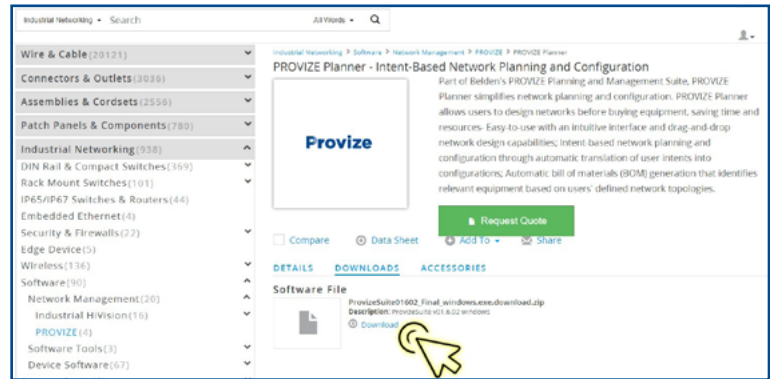 Industrial Networking Search All Words
Wire & Cable(20121)
Connectors & Outlets(3036)
Assemblies & Cordsets(2556)
Patch Panels & Components(780)
Industrial Networking(938)
DIN Rail & Compact Switches(369)
Rack Mount Switches(101)
IP65/IP67 Switches & Routers(44)
Embedded Ethernet(4)
Security & Firewalls(22)
Edge Device(5)
Wireless(136)
Software(90)
Network Management(20)
Industrial HiVision(16)
PROVIZE(4)
Software Tools(3)
Device Software(67)
Industrial Networking > Software > Network Management > PROVIZE > PROVIZE Planner
PROVIZE Planner - Intent-Based Network Planning and Configuration
Provize
Part of Belden's PROVIZE Planning and Management Suite, PROVIZE
Planner simplifies network planning and configuration. PROVIZE Planner
allows users to design networks before buying equipment, saving time and
resources- Easy-to-use with an intuitive interface and drag-and-drop
network design capabilities; Intent-based network planning and
configuration through automatic translation of user intents into
configurations; Automatic bill of materials (BOM) generation that identifies
relevant equipment based on users' defined network topologies.
Request Quote
Compare Data Sheet Add To Share
DETAILS DOWNLOADS ACCESSORIES
Software File
ProvizeSuite01602_Final_windows.exe.download.zip
Description: ProvizeSuite v01.6.02 windows
Download